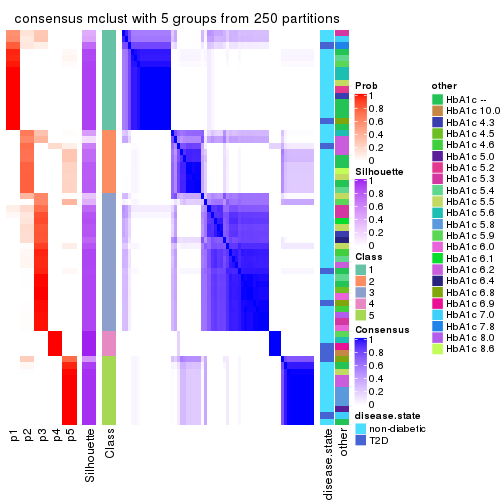 consensus mclust with 5 groups from 250 partitions
Prob
1
0.8
0.6
0.4
0.2
0
Silhouette
1
0.8
0.6
0.4
0.2
0
Class
1
2
3
4
5
Consensus
1
0.8
0.6
0.4
0.2
0
disease.state
non-diabetic
T2D
other
HbA1c --
HbA1c 10.0
HbA1c 4.3
HbA1c 4.5
HbA1c 4.6
HbA1c 5.0
HbA1c 5.2
HbA1c 5.3
HbA1c 5.4
HbA1c 5.5
HbA1c 5.6
HbA1c 5.8
HbA1c 5.9
HbA1c 6.0
HbA1c 6.1
HbA1c 6.2
HbA1c 6.4
HbA1c 6.8
HbA1c 6.9
HbA1c 7.0
HbA1c 7.8
HbA1c 8.0
HbA1c 8.6
p1
p2
p3
p4
p5
Silhouette
Class
disease.state
other